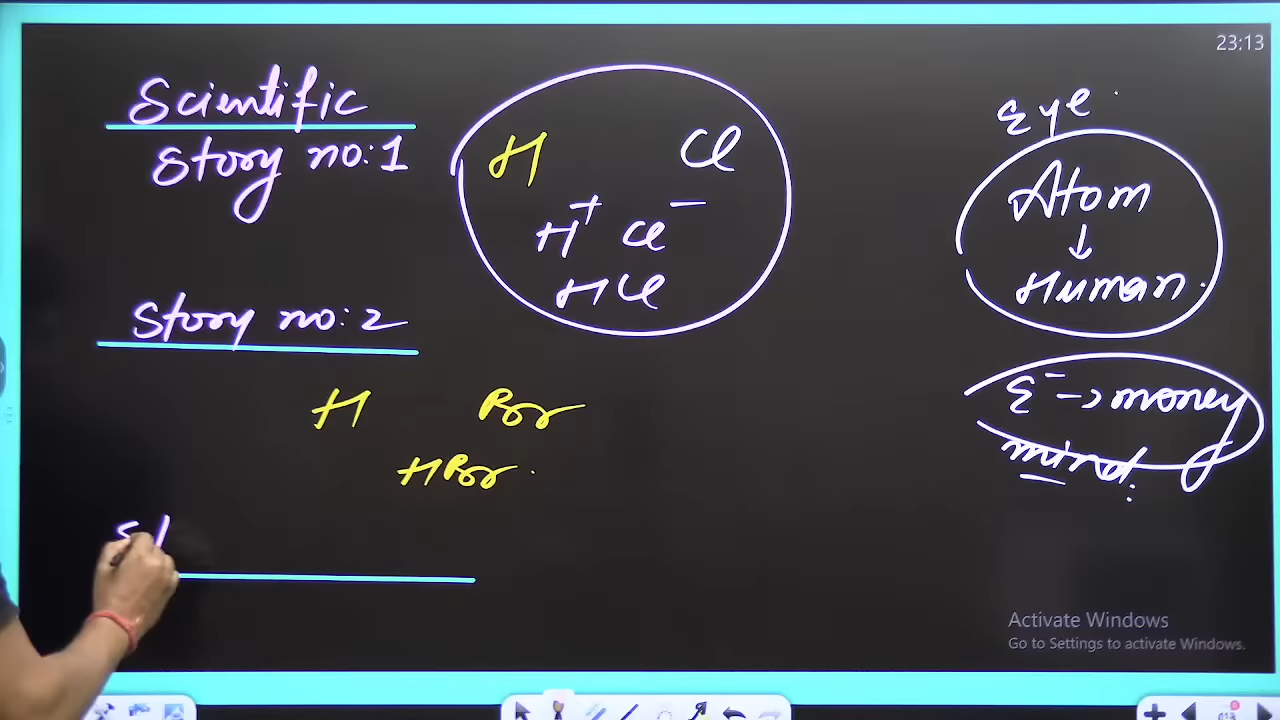 23:13
Scientific
Story no:1
H Cl
H⁺ Cl⁻
HCl
Eye
Atom
↓
Human.
Story no:2
H Br
HBr.
E⁻ -> money
mind.
S
Activate Windows
Go to Settings to activate Windows.